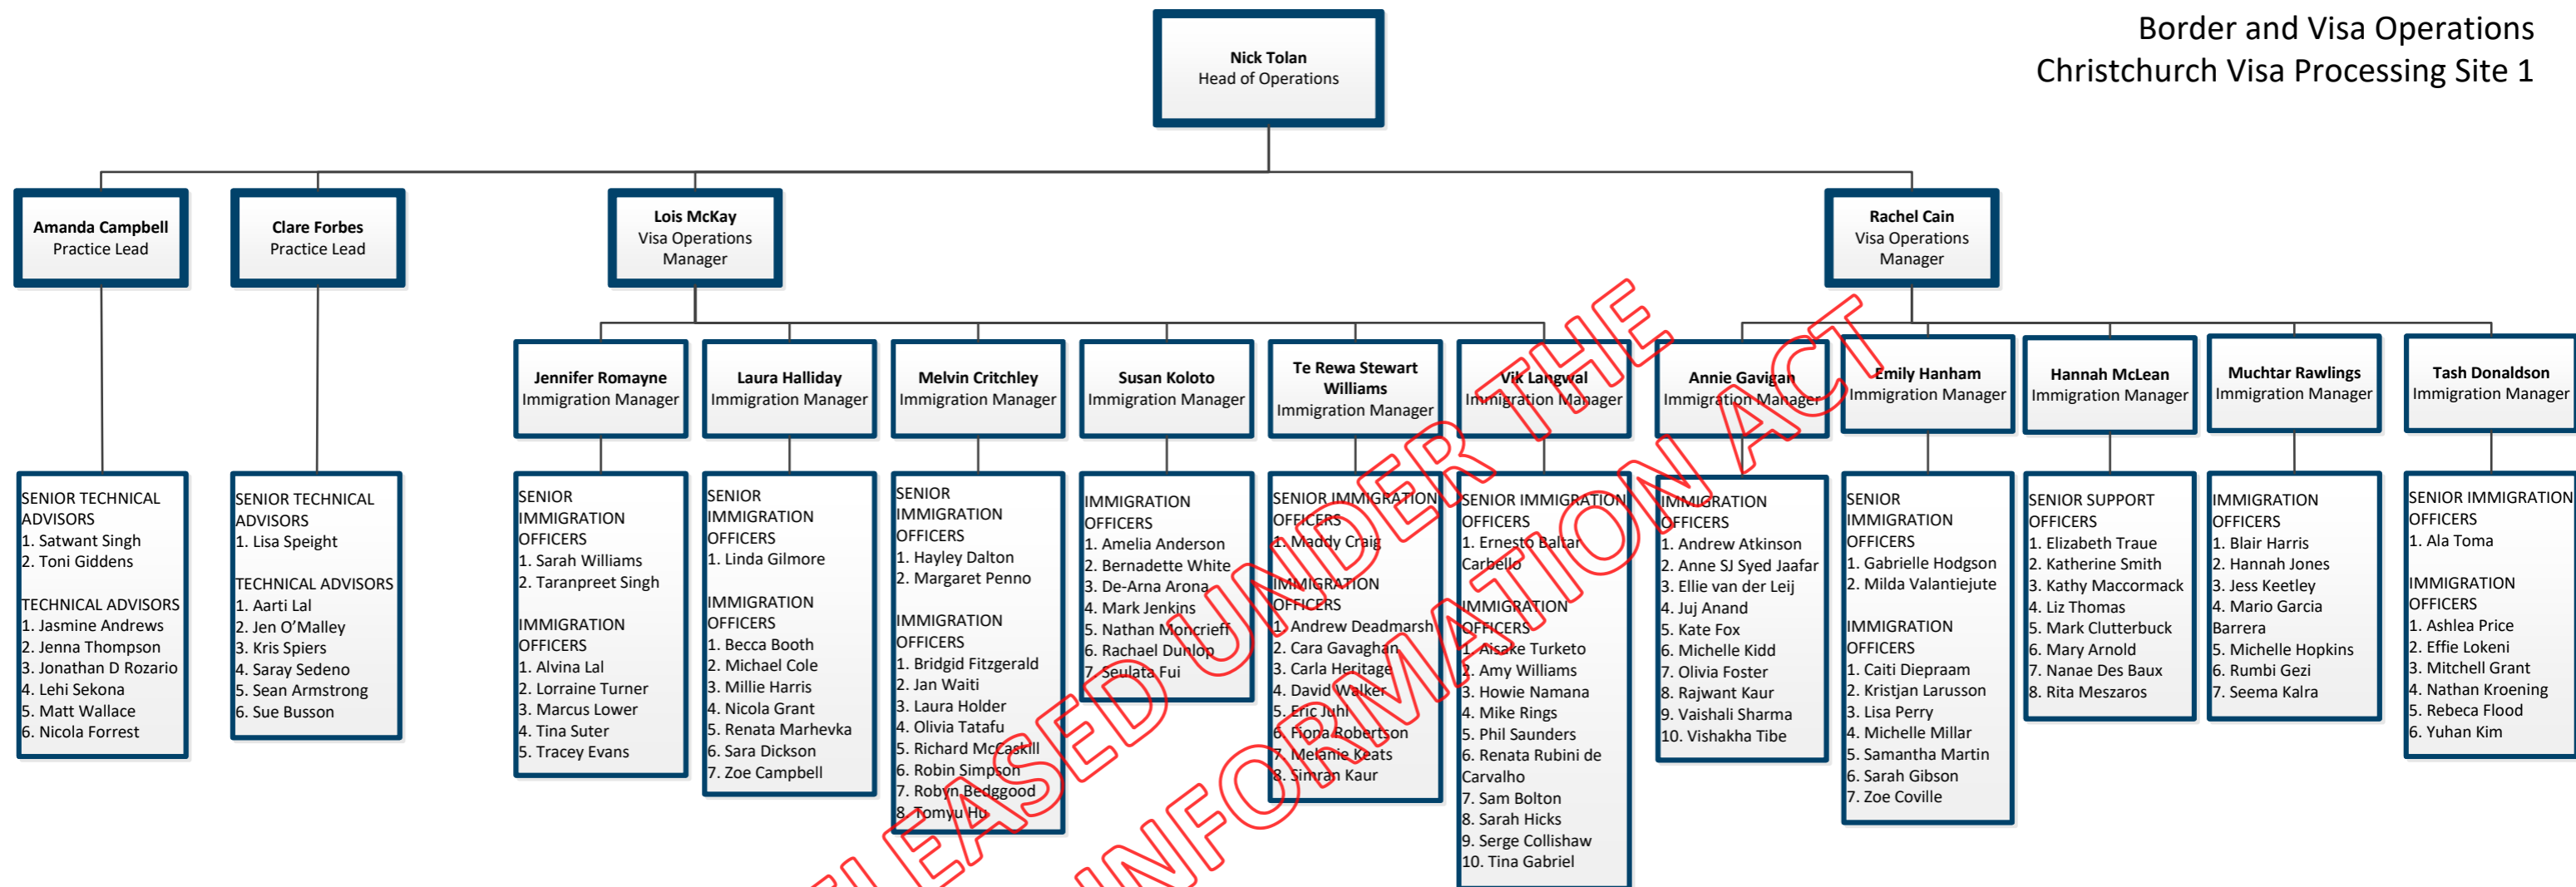 Border and Visa Operations
Christchurch Visa Processing Site 1
Nick Tolan
Head of Operations
Amanda Campbell
Practice Lead
Clare Forbes
Practice Lead
Lois McKay
Visa Operations
Manager
Rachel Cain
Visa Operations
Manager
Jennifer Romayne
Immigration Manager
Laura Halliday
Immigration Manager
Melvin Critchley
Immigration Manager
Susan Koloto
Immigration Manager
Te Rewa Stewart
Williams
Immigration Manager
Vik Langwal
Immigration Manager
Annie Gavigan
Immigration Manager
Emily Hanham
Immigration Manager
Hannah McLean
Immigration Manager
Muchtar Rawlings
Immigration Manager
Tash Donaldson
Immigration Manager
SENIOR TECHNICAL
ADVISORS
1. Satwant Singh
2. Toni Giddens
TECHNICAL ADVISORS
1. Jasmine Andrews
2. Jenna Thompson
3. Jonathan D Rozario
4. Lehi Sekona
5. Matt Wallace
6. Nicola Forrest
SENIOR TECHNICAL
ADVISORS
1. Lisa Speight
TECHNICAL ADVISORS
1. Aarti Lal
2. Jen O’Malley
3. Kris Spiers
4. Saray Sedeno
5. Sean Armstrong
6. Sue Busson
SENIOR
IMMIGRATION
OFFICERS
1. Sarah Williams
2. Taranpreet Singh
IMMIGRATION
OFFICERS
1. Alvina Lal
2. Lorraine Turner
3. Marcus Lower
4. Tina Suter
5. Tracey Evans
SENIOR
IMMIGRATION
OFFICERS
1. Linda Gilmore
IMMIGRATION
OFFICERS
1. Becca Booth
2. Michael Cole
3. Millie Harris
4. Nicola Grant
5. Renata Marhevka
6. Sara Dickson
7. Zoe Campbell
SENIOR
IMMIGRATION
OFFICERS
1. Hayley Dalton
2. Margaret Penno
IMMIGRATION
OFFICERS
1. Bridgid Fitzgerald
2. Jan Waiti
3. Laura Holder
4. Olivia Tatafu
5. Richard McCaskill
6. Robin Simpson
7. Robyn Bedggood
8. Tomyu Hu
IMMIGRATION
OFFICERS
1. Amelia Anderson
2. Bernadette White
3. De-Arna Arona
4. Mark Jenkins
5. Nathan Moncrieff
6. Rachael Dunlop
7. Seulata Fui
SENIOR IMMIGRATION
OFFICERS
1. Maddy Craig
IMMIGRATION
OFFICERS
1. Andrew Deadmarsh
2. Cara Gavaghan
3. Carla Heritage
4. David Walker
5. Eric Juhl
6. Fiona Robertson
7. Melanie Keats
8. Simran Kaur
SENIOR IMMIGRATION
OFFICERS
1. Ernesto Baltar
Carbello
IMMIGRATION
OFFICERS
1. Aisake Turketo
2. Amy Williams
3. Howie Namana
4. Mike Rings
5. Phil Saunders
6. Renata Rubini de
Carvalho
7. Sam Bolton
8. Sarah Hicks
9. Serge Collishaw
10. Tina Gabriel
IMMIGRATION
OFFICERS
1. Andrew Atkinson
2. Anne SJ Syed Jaafar
3. Ellie van der Leij
4. Juj Anand
5. Kate Fox
6. Michelle Kidd
7. Olivia Foster
8. Rajwant Kaur
9. Vaishali Sharma
10. Vishakha Tibe
SENIOR
IMMIGRATION
OFFICERS
1. Gabrielle Hodgson
2. Milda Valantiejute
IMMIGRATION
OFFICERS
1. Caiti Diepraam
2. Kristjan Larusson
3. Lisa Perry
4. Michelle Millar
5. Samantha Martin
6. Sarah Gibson
7. Zoe Coville
SENIOR SUPPORT
OFFICERS
1. Elizabeth Traue
2. Katherine Smith
3. Kathy Maccormack
4. Liz Thomas
5. Mark Clutterbuck
6. Mary Arnold
7. Nanae Des Baux
8. Rita Meszaros
IMMIGRATION
OFFICERS
1. Blair Harris
2. Hannah Jones
3. Jess Keetley
4. Mario Garcia
Barrera
5. Michelle Hopkins
6. Rumbi Gezi
7. Seema Kalra
SENIOR IMMIGRATION
OFFICERS
1. Ala Toma
IMMIGRATION
OFFICERS
1. Ashlea Price
2. Effie Lokeni
3. Mitchell Grant
4. Nathan Kroening
5. Rebeca Flood
6. Yuhan Kim
ELEASED UNDER THE
INFORMATION ACT